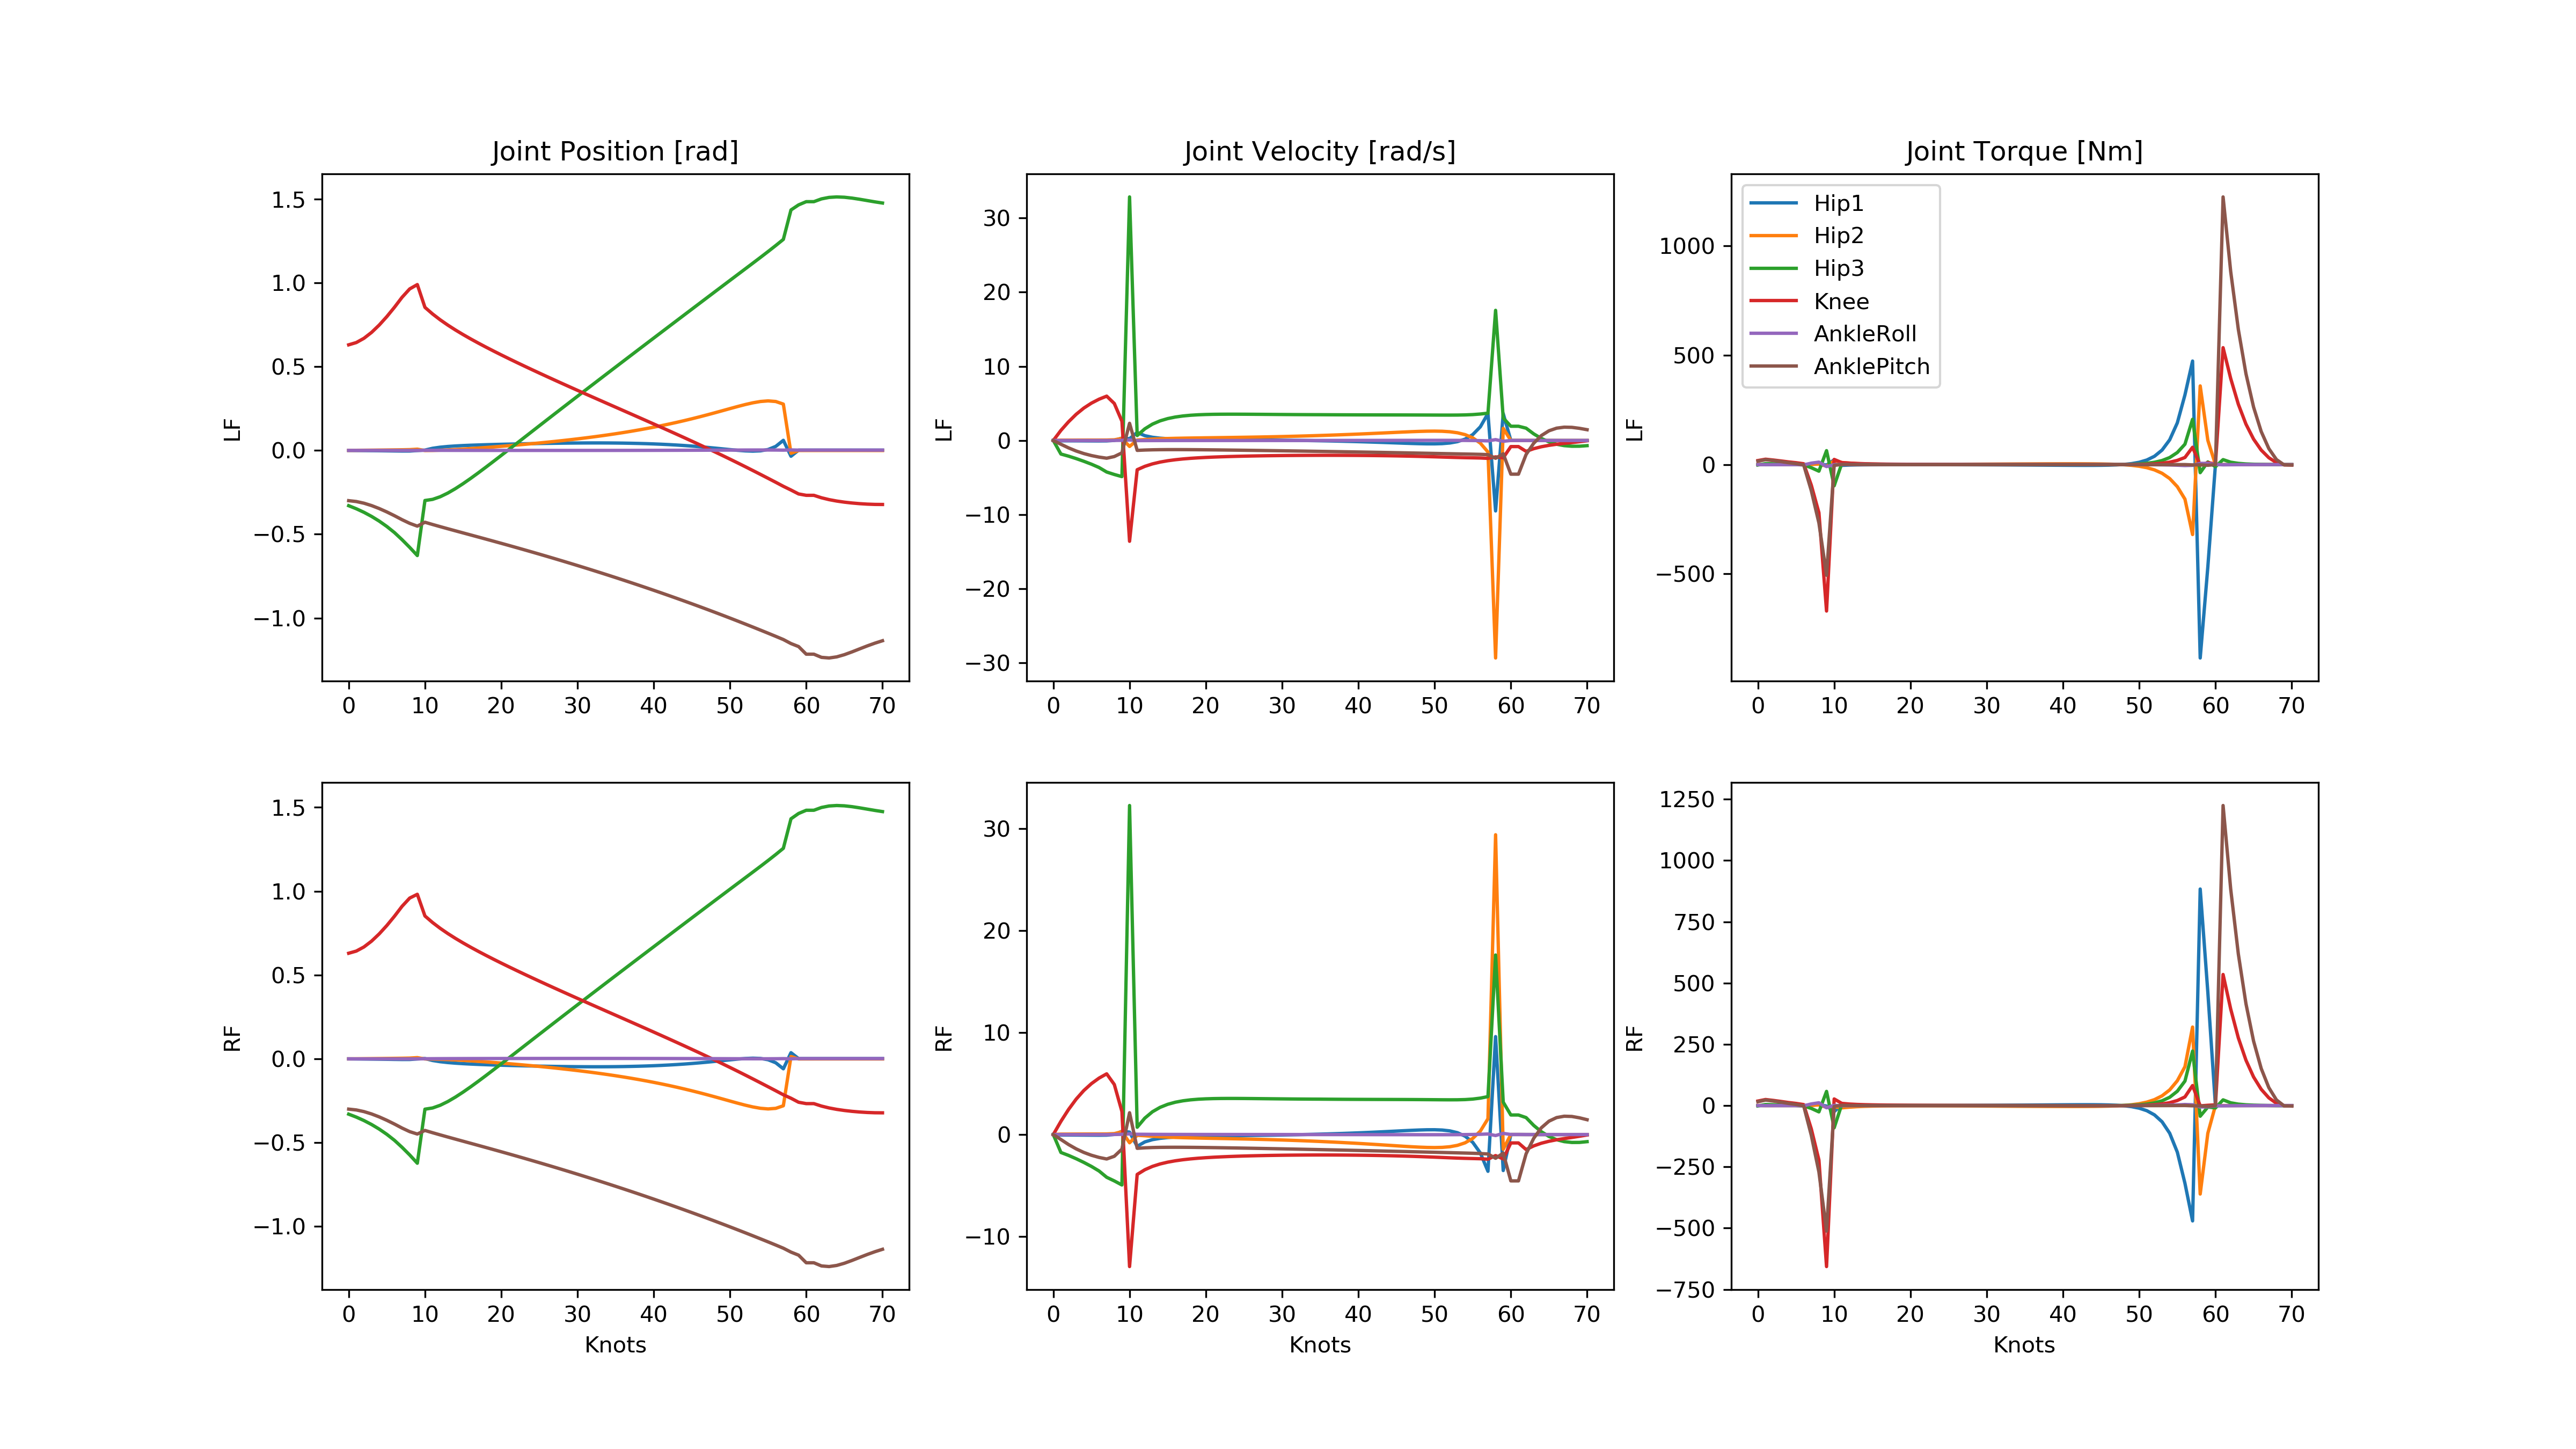 Joint Position [rad]
Joint Velocity [rad/s]
Joint Torque [Nm]
LF
1.5
1.0
0.5
0.0
−0.5
−1.0
0 10 20 30 40 50 60 70
LF
30
20
10
0
−10
−20
−30
0 10 20 30 40 50 60 70
LF
1000
500
0
−500
0 10 20 30 40 50 60 70
Hip1
Hip2
Hip3
Knee
AnkleRoll
AnklePitch
RF
1.5
1.0
0.5
0.0
−0.5
−1.0
0 10 20 30 40 50 60 70
Knots
RF
30
20
10
0
−10
0 10 20 30 40 50 60 70
Knots
RF
1250
1000
750
500
250
0
−250
−500
−750
0 10 20 30 40 50 60 70
Knots